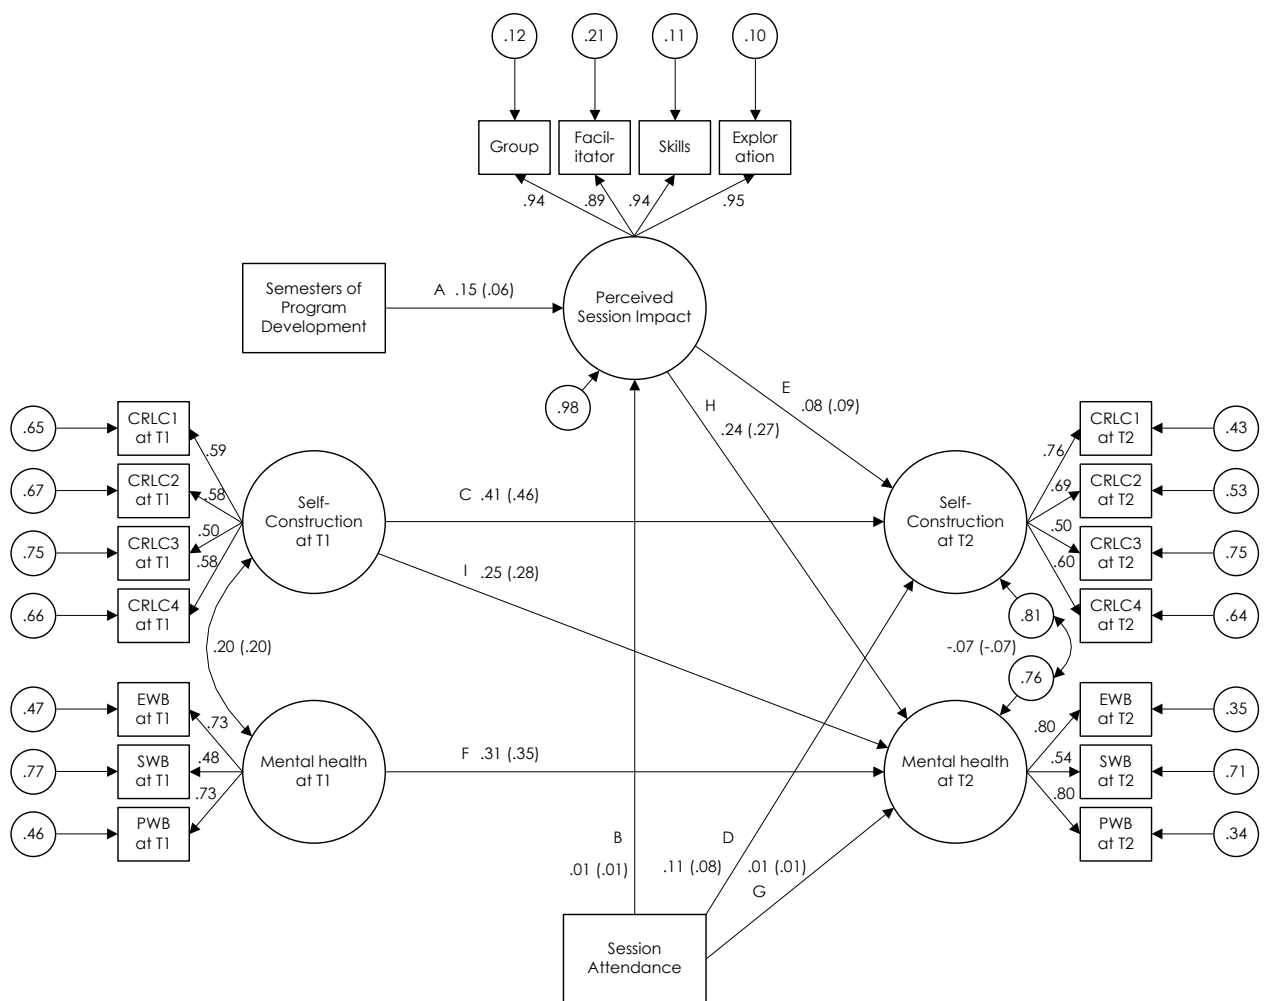 .12
.21
.11
.10
Group
Facil-
itator
Skills
Explor
ation
.94
.89
.94
.95
Semesters of
Program
Development
A .15 (.06)
Perceived
Session Impact
.98
E
.08 (.09)
H
.24 (.27)
.65
CRLC1
at T1
.59
.67
CRLC2
at T1
.58
.75
CRLC3
at T1
.50
.66
CRLC4
at T1
.58
Self-
Construction
at T1
C .41 (.46)
I .25 (.28)
Self-
Construction
at T2
.76
CRLC1
at T2
.43
.69
CRLC2
at T2
.53
.50
CRLC3
at T2
.75
.60
CRLC4
at T2
.64
.81
-.07 (-.07)
.76
.20 (.20)
.47
EWB
at T1
.73
.77
SWB
at T1
.48
.46
PWB
at T1
.73
Mental health
at T1
F .31 (.35)
Mental health
at T2
.80
EWB
at T2
.35
.54
SWB
at T2
.71
.80
PWB
at T2
.34
B
.01 (.01)
D
.11 (.08)
.01 (.01)
G
Session
Attendance